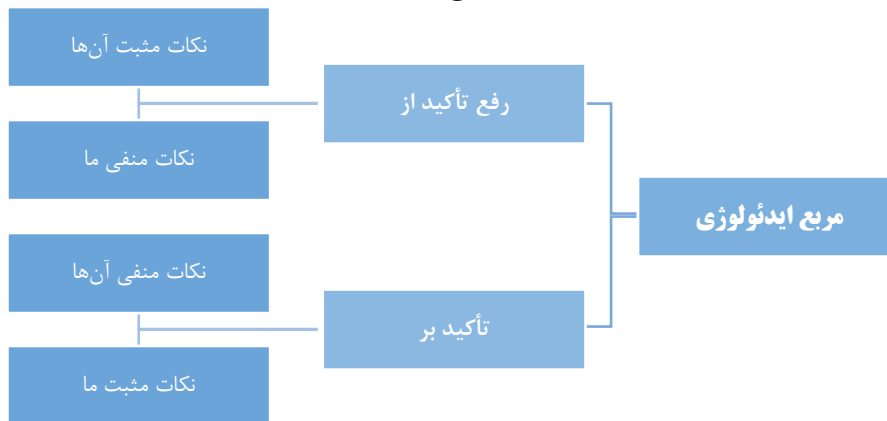 مربع ایدئولوژی
رفع تأکید از
نکات مثبت آن‌ها
نکات منفی ما
تأکید بر
نکات منفی آن‌ها
نکات مثبت ما